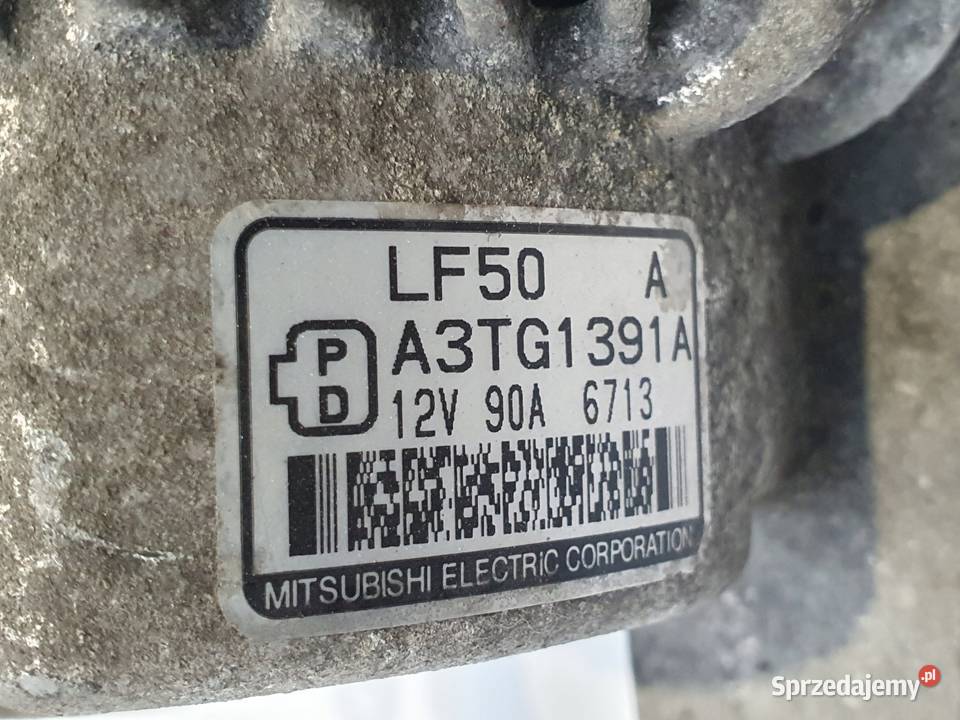 LF50 A
P
D
A3TG1391A
12V 90A 6713
MITSUBISHI ELECTRIC CORPORATION
Sprzedajemy.pl